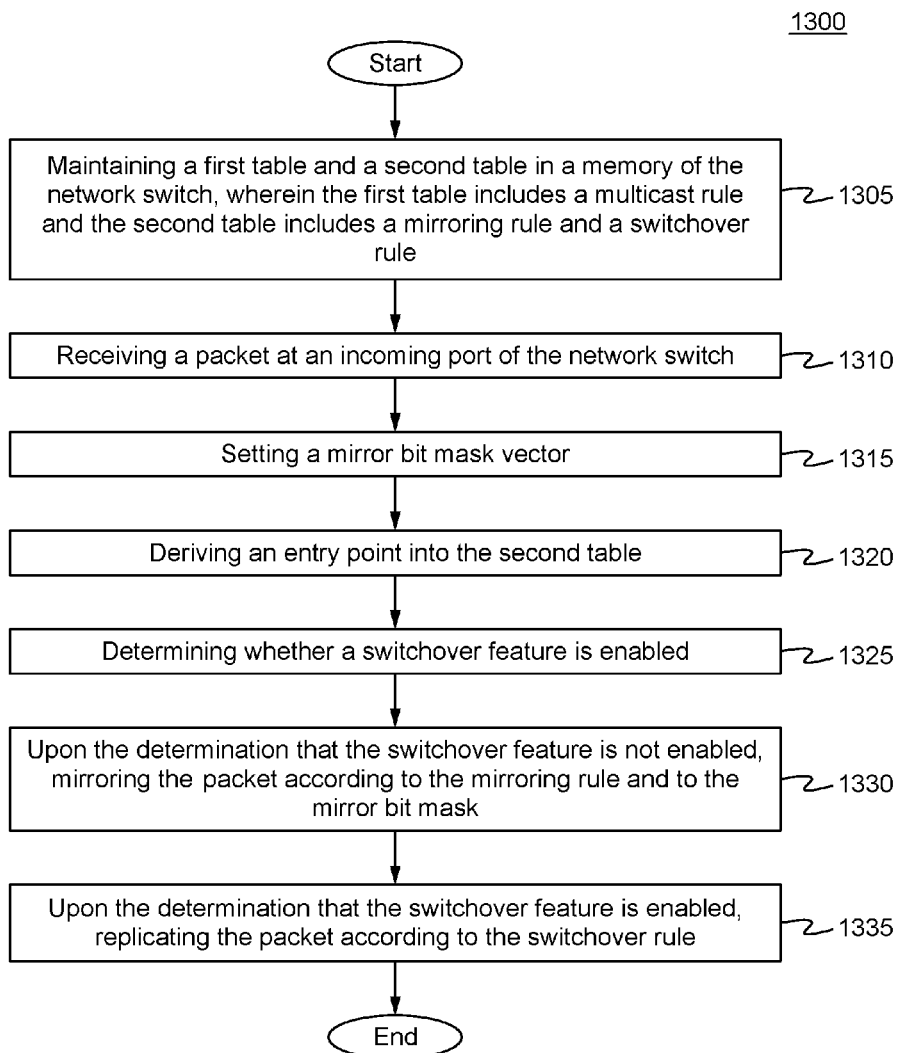 1300
Start
Maintaining a first table and a second table in a memory of the
network switch, wherein the first table includes a multicast rule
and the second table includes a mirroring rule and a switchover
rule
1305
Receiving a packet at an incoming port of the network switch
1310
Setting a mirror bit mask vector
1315
Deriving an entry point into the second table
1320
Determining whether a switchover feature is enabled
1325
Upon the determination that the switchover feature is not enabled,
mirroring the packet according to the mirroring rule and to the
mirror bit mask
1330
Upon the determination that the switchover feature is enabled,
replicating the packet according to the switchover rule
1335
End